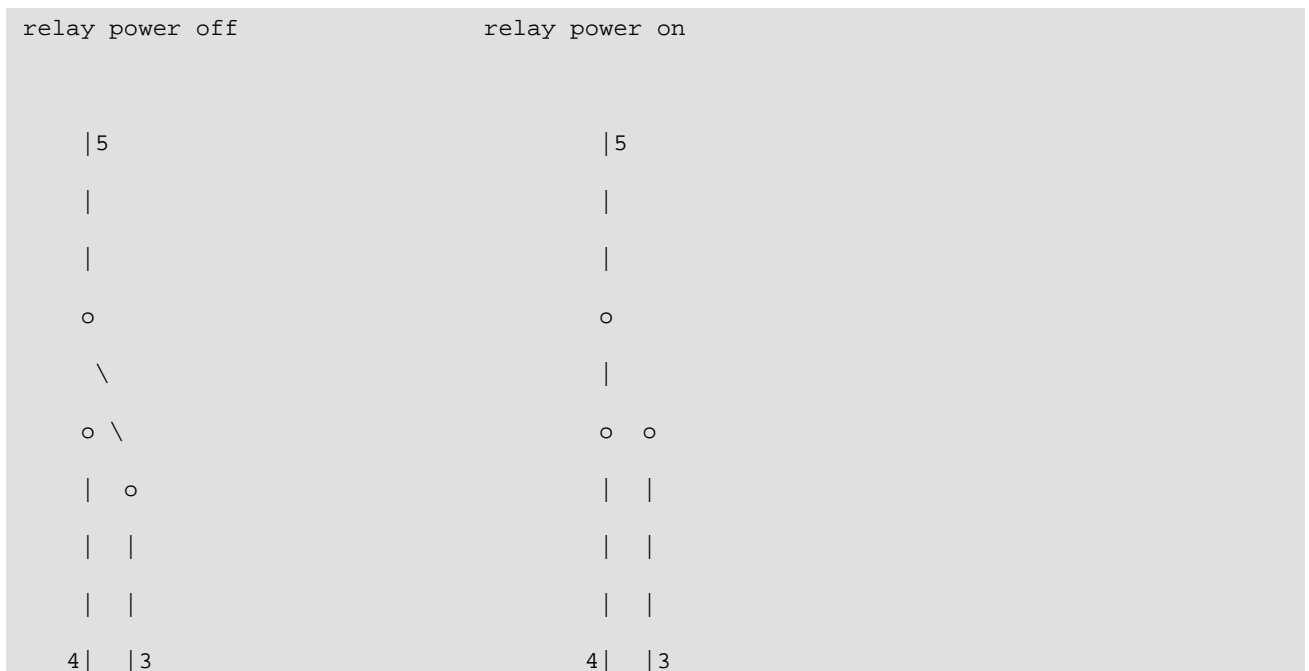 relay power off                 relay power on
    |5                                  |5
    |                                   |
    |                                   |
    o                                   o
     \                                  |
    o \                                 o  o
    |  o                                |  |
    |  |                                |  |
    |  |                                |  |
   4|  |3                              4|  |3